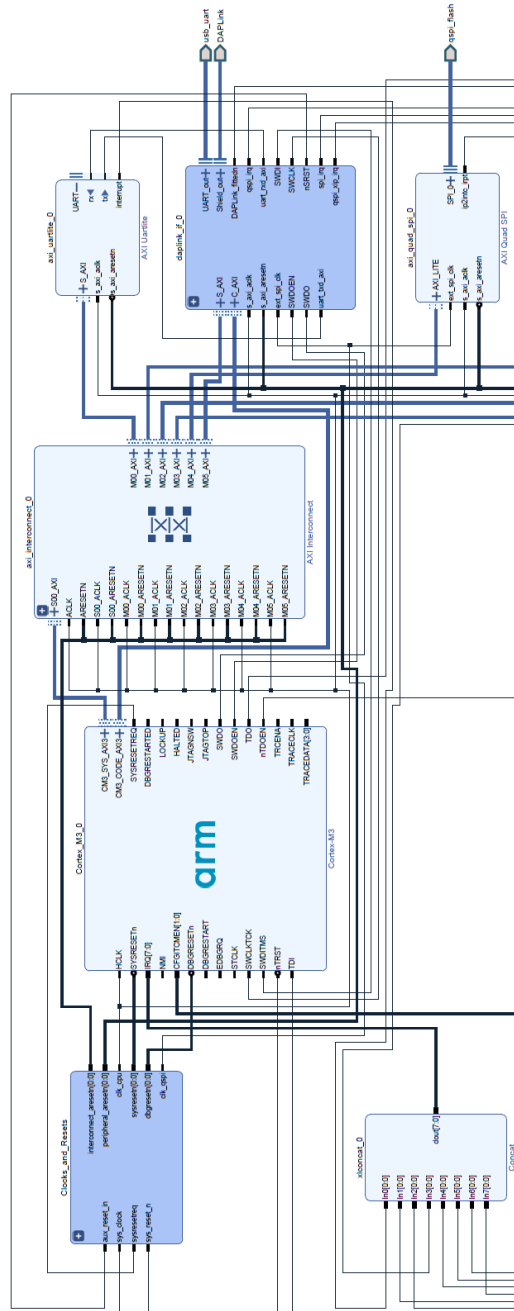 Clocks_and_Resets
aux_reset_in
sys_clock
sysresetreq
sys_reset_n
interconnect_aresetn[0:0]
peripheral_aresetn[0:0]
clk_cpu
sysresetn[0:0]
dbgresetn[0:0]
clk_qspi
xlconcat_0
In0[0:0]
In1[0:0]
In2[0:0]
In3[0:0]
In4[0:0]
In5[0:0]
In6[0:0]
In7[0:0]
dout[7:0]
Concat
Cortex_M3_0
HCLK
SYSRESETn
IRQ[7:0]
NMI
CFGITCMEN[1:0]
DBGRESETn
DBGRESTART
EDBGRQ
STCLK
SWCLKTCK
SWDITMS
nTRST
TDI
arm
CM3_SYS_AXI3
CM3_CODE_AXI3
SYSRESETREQ
DBGRESTARTED
LOCKUP
HALTED
JTAGNSW
JTAGTOP
SWDO
SWDOEN
TDO
nTDOEN
TRCENA
TRACECLK
TRACEDATA[3:0]
Cortex-M3
axi_interconnect_0
S00_AXI
ACLK
ARESETN
S00_ACLK
S00_ARESETN
M00_ACLK
M00_ARESETN
M01_ACLK
M01_ARESETN
M02_ACLK
M02_ARESETN
M03_ACLK
M03_ARESETN
M04_ACLK
M04_ARESETN
M05_ACLK
M05_ARESETN
M00_AXI
M01_AXI
M02_AXI
M03_AXI
M04_AXI
M05_AXI
AXI Interconnect
axi_uartlite_0
S_AXI
s_axi_aclk
s_axi_aresetn
UART
rx
tx
interrupt
AXI Uartlite
daplink_if_0
S_AXI
C_AXI
s_axi_aclk
s_axi_aresetn
ext_spi_clk
SWDOEN
SWDO
uart_txd_axi
UART_out
Shield_out
DAPLink_fittedn
qspi_irq
uart_rxd_axi
SWDI
SWCLK
nSRST
spi_irq
qspi_xip_irq
axi_quad_spi_0
AXI_LITE
ext_spi_clk
s_axi_aclk
s_axi_aresetn
SPI_0
ip2intc_irpt
AXI Quad SPI
usb_uart
DAPLink
qspi_flash